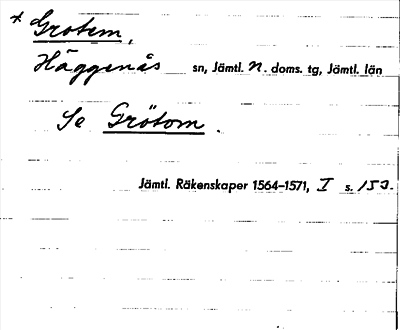 * Grotem,
Häggenås sn, Jämtl. N. doms. tg, Jämtl. län
Se Grötom.
Jämtl. Räkenskaper 1564–1571, I s. 153.